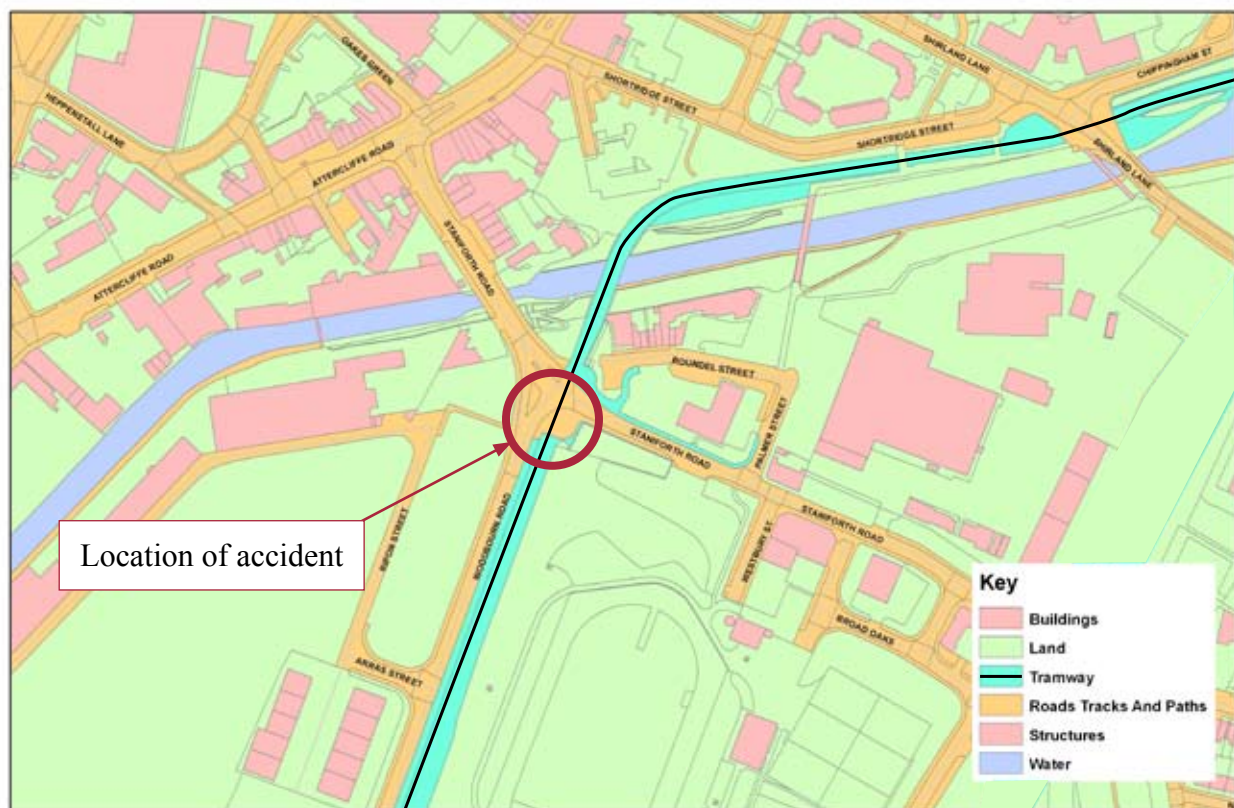 OAKES GREEN
SHIRLAND LANE
CHIPPINGHAM ST
HEPPENSTALL LANE
SHORTRIDGE STREET
ATTERCLIFFE ROAD
SHORTRIDGE STREET
SHIRLAND LANE
STANIFORTH ROAD
ATTERCLIFFE ROAD
ROUNDEL STREET
PALMER STREET
STANIFORTH ROAD
WOODBOURN ROAD
RIPON STREET
STANIFORTH ROAD
WESTBURY ST
BROAD OAKS
ARRAS STREET
Location of accident
Key
Buildings
Land
Tramway
Roads Tracks And Paths
Structures
Water